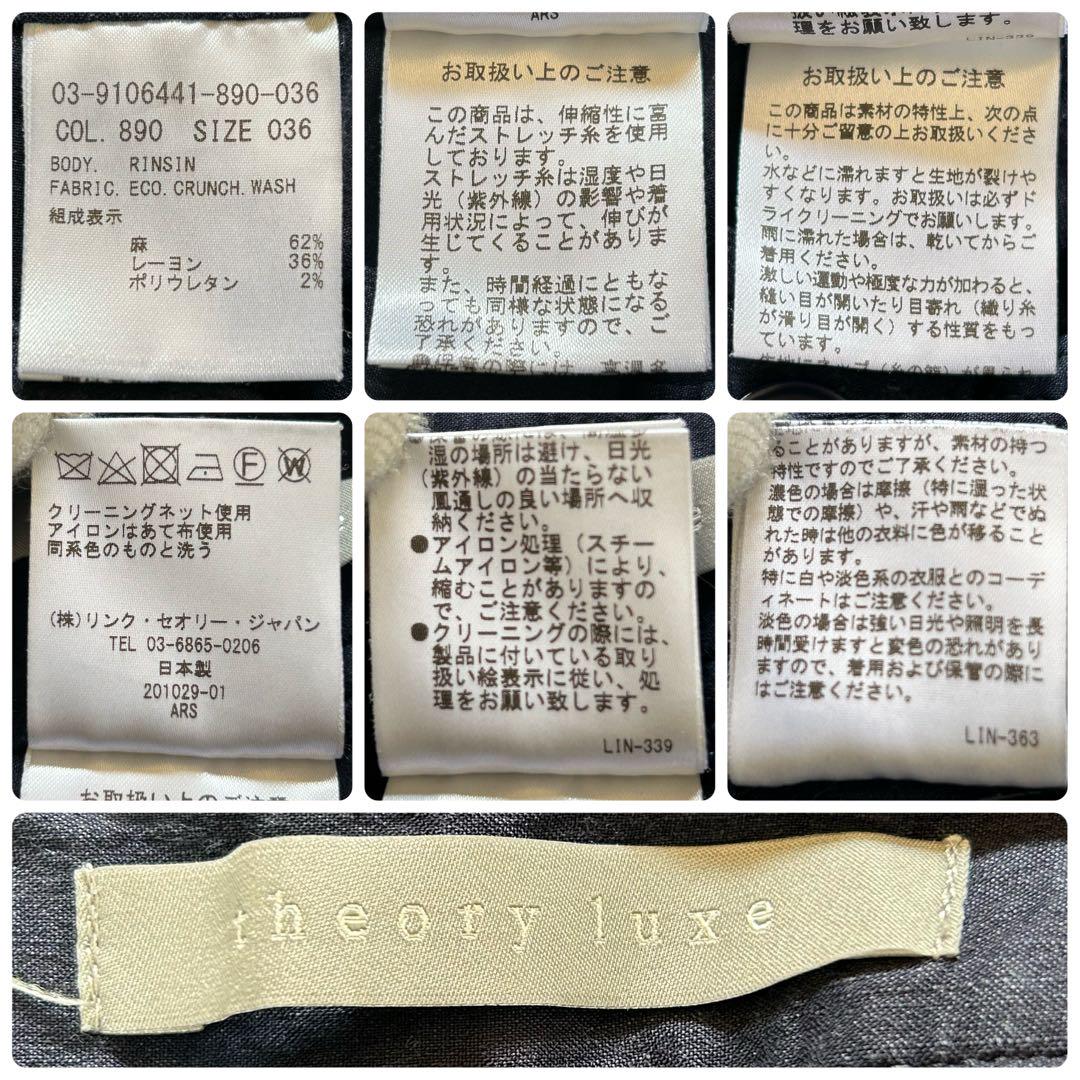 03-9106441-890-036
COL. 890 SIZE 036
BODY. RINSIN
FABRIC. ECO. CRUNCH. WASH
組成表示
麻 62%
レーヨン 36%
ポリウレタン 2%
ARS
お取扱い上のご注意
この商品は、伸縮性に富
んだストレッチ糸を使用
しております。
ストレッチ糸は湿度や日
光（紫外線）の影響や着
用状況によって、伸びが
生じてくることがありま
す。
また、時間経過にともな
っても同様な状態になる
恐れがありますので、ご
了承ください。
理をお願い致します。
LIN-339
お取扱い上のご注意
この商品は素材の特性上、次の点
に十分ご留意の上お取扱いくださ
い。
水などに濡れますと生地が裂けや
すくなります。お取扱いは必ずド
ライクリーニングでお願いします。
雨に濡れた場合は、乾いてからご
着用ください。
激しい運動や極度な力が加わると、
縫い目が開いたり目寄れ（織り糸
が滑り目が開く）する性質をもっ
ています。
F W
クリーニングネット使用
アイロンはあて布使用
同系色のものと洗う
(株)リンク・セオリー・ジャパン
TEL 03-6865-0206
日本製
201029-01
ARS
お取扱い上のご注意
湿の場所は避け、日光
（紫外線）の当たらない
風通しの良い場所へ収
納ください。
●アイロン処理（スチー
ムアイロン等）により、
縮むことがありますの
で、ご注意ください。
●クリーニングの際には、
製品に付いている取り
扱い絵表示に従い、処
理をお願い致します。
LIN-339
ることがありますが、素材の持つ
特性ですのでご了承ください。
濃色の場合は摩擦（特に湿った状
態での摩擦）や、汗や雨などでぬ
れた時は他の衣料に色が移ること
があります。
特に白や淡色系の衣服とのコーデ
ィネートはご注意ください。
淡色の場合は強い日光や照明を長
時間受けますと変色の恐れがあり
ますので、着用および保管の際に
はご注意ください。
LIN-363
theory luxe